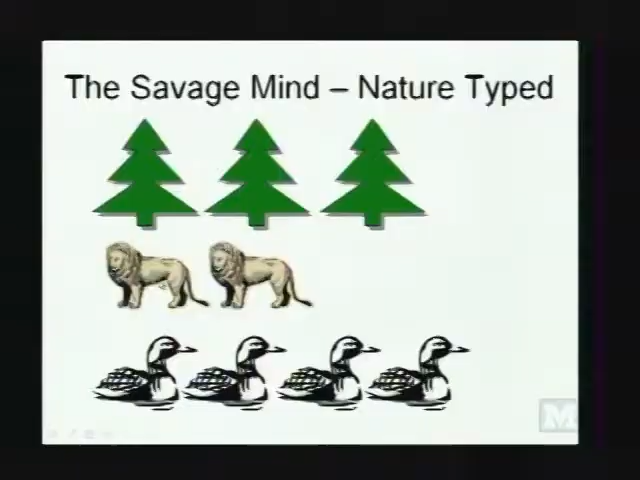 The Savage Mind – Nature Typed
M